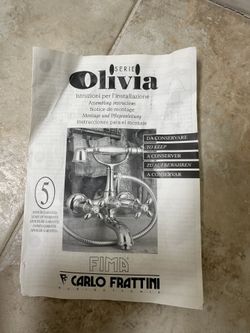 SERIE
Olivia
Istruzioni per l'installazione
Assembling instructions
Notice de montage
Montage und Pflegeanleitung
Instrucciones para el montaje
DA CONSERVARE
TO KEEP
A CONSERVER
ZU AUFBEWAHREN
A CONSERVAR
5
FIMA
CARLO FRATTINI